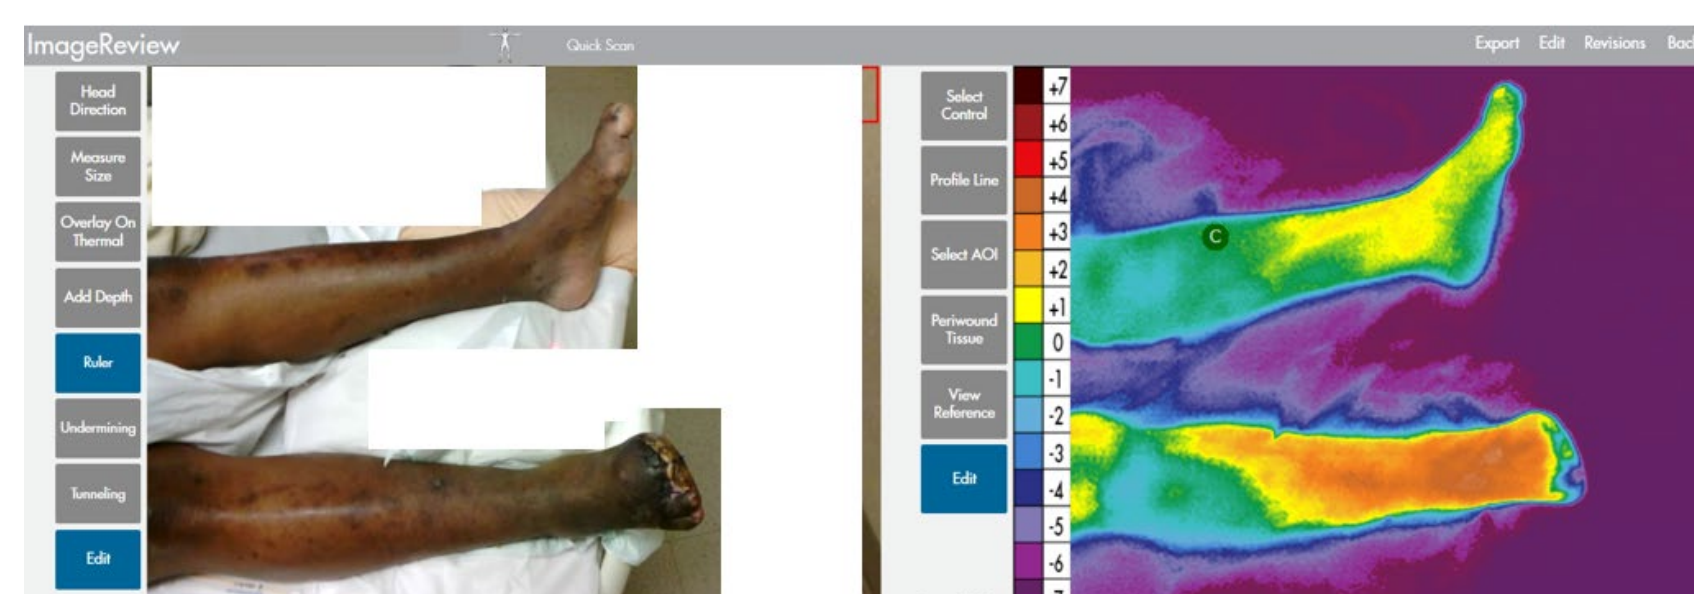 ImageReview
Quick Scan
Export Edit Revisions
Head
Direction
Measure
Size
Overlay On
Thermal
Add Depth
Ruler
Undermining
Tunneling
Edit
Select
Control
Profile Line
Select AOI
Periwound
Tissue
View
Reference
Edit
+7
+6
+5
+4
+3
+2
+1
0
-1
-2
-3
-4
-5
-6
C